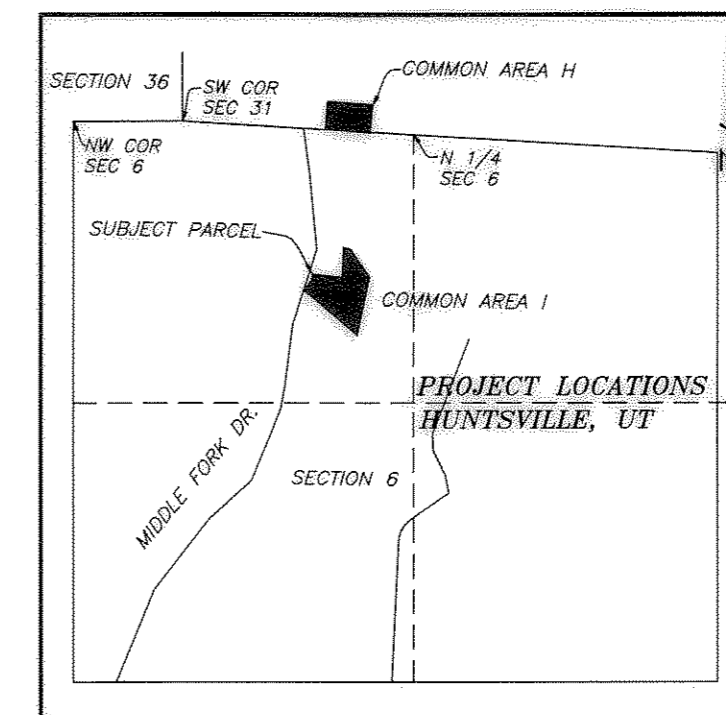 COMMON AREA H
SECTION 36
SW COR
SEC 31
NW COR
SEC 6
N 1/4
SEC 6
SUBJECT PARCEL
COMMON AREA I
PROJECT LOCATIONS
HUNTSVILLE, UT
MIDDLE FORK DR.
SECTION 6